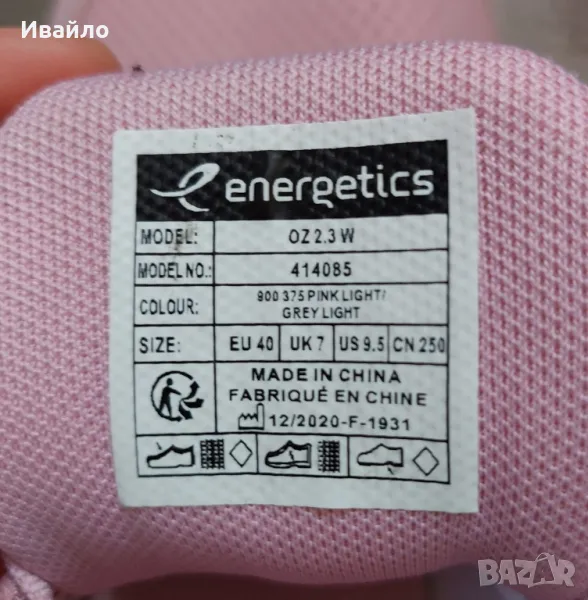 Ивайло
energetics
MODEL: OZ 2.3 W
MODEL NO.: 414085
COLOUR: 900 375 PINK LIGHT/
GREY LIGHT
SIZE: EU 40 UK 7 US 9.5 CN 250
MADE IN CHINA
FABRIQUÉ EN CHINE
12/2020-F-1931
BAZAR